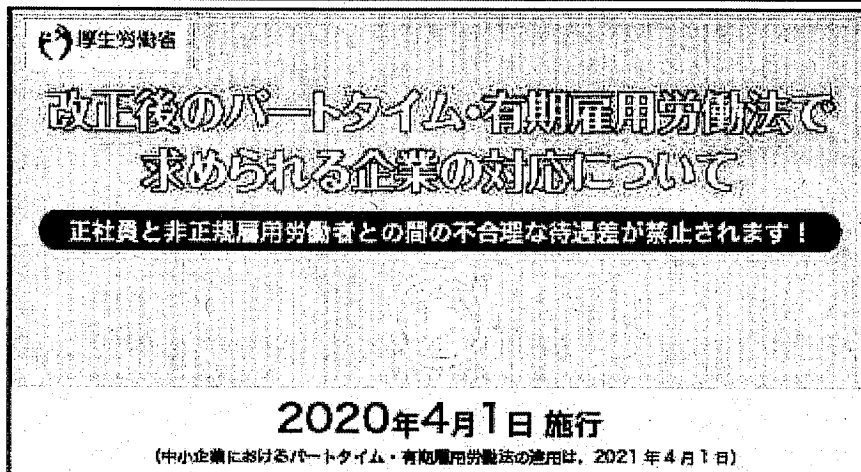 厚生労働省
改正後のパートタイム・有期雇用労働法で
求められる企業の対応について
正社員と非正規雇用労働者との間の不合理な待遇差が禁止されます！
2020年4月1日 施行
(中小企業におけるパートタイム・有期雇用労働法の適用は、2021年4月1日)